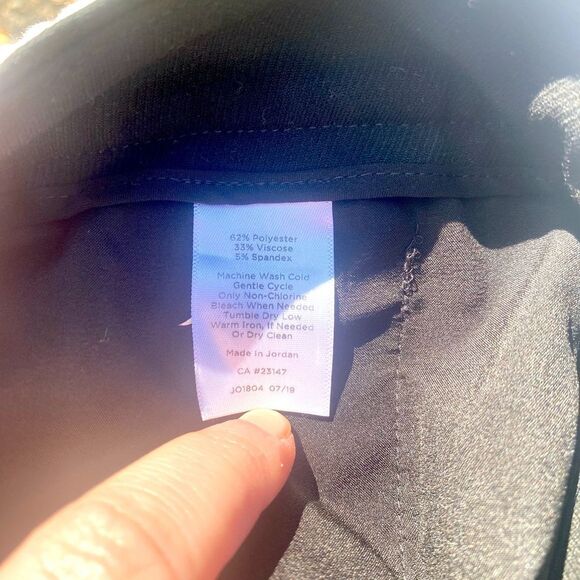 62% Polyester
33% Viscose
5% Spandex
Machine Wash Cold
Gentle Cycle
Only Non-Chlorine
Bleach When Needed
Tumble Dry Low
Warm Iron, If Needed
Or Dry Clean
Made in Jordan
CA #23147
JO1804 07/19